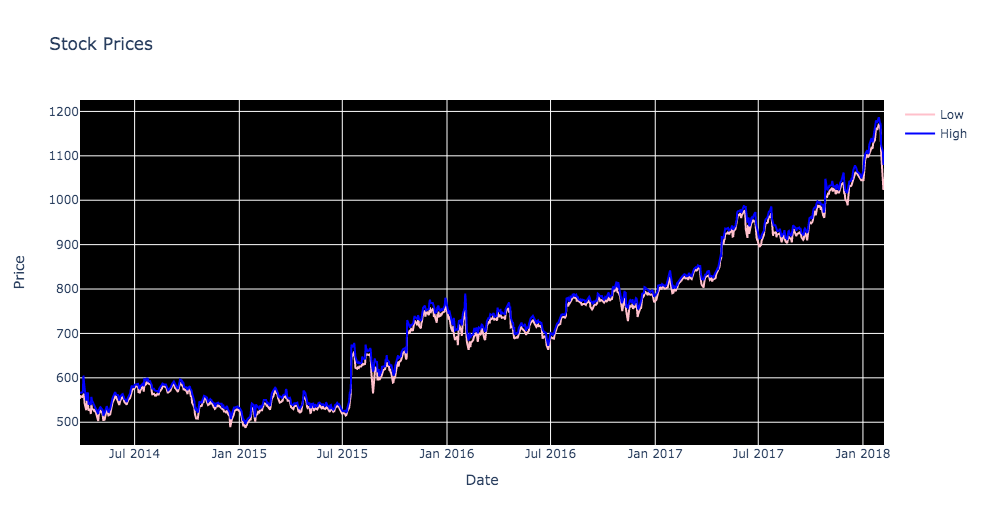 Stock Prices
Low
High
1200
1100
1000
900
800
700
600
500
Price
Jul 2014
Jan 2015
Jul 2015
Jan 2016
Jul 2016
Jan 2017
Jul 2017
Jan 2018
Date